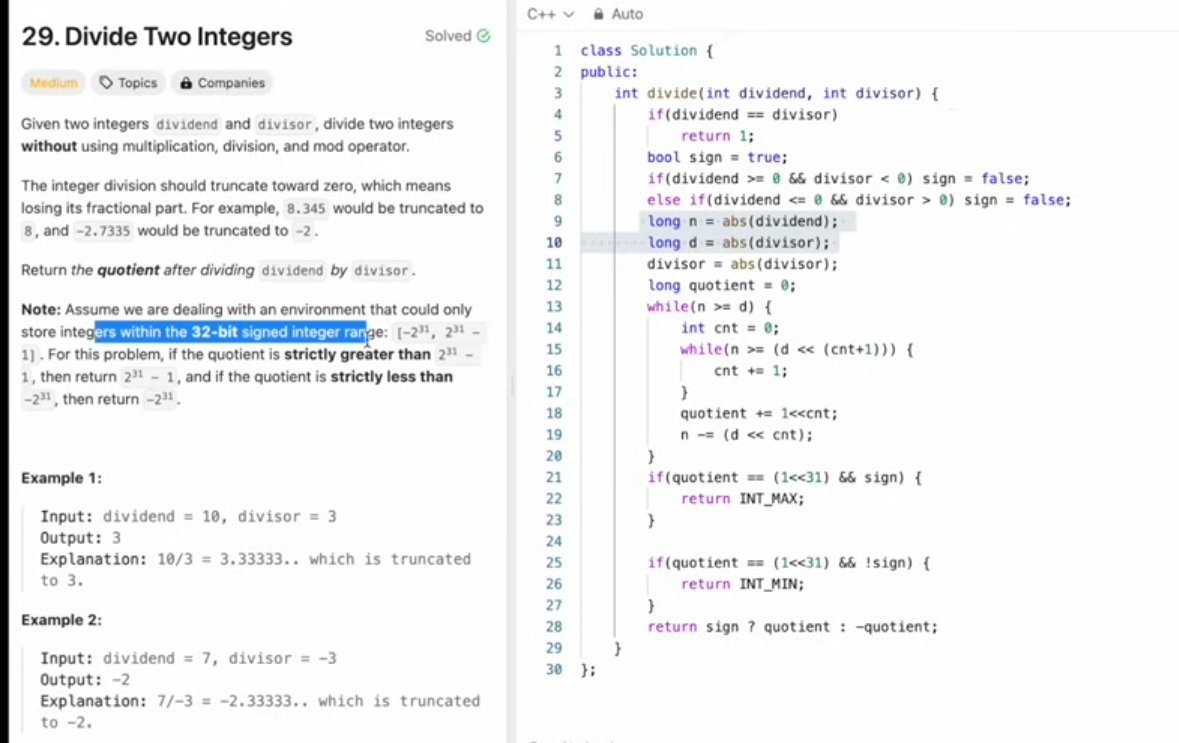 29. Divide Two Integers
Solved
Medium
Topics
Companies
Given two integers dividend and divisor, divide two integers
without using multiplication, division, and mod operator.
The integer division should truncate toward zero, which means
losing its fractional part. For example, 8.345 would be truncated to
8, and -2.7335 would be truncated to -2.
Return the quotient after dividing dividend by divisor.
Note: Assume we are dealing with an environment that could only
store integers within the 32-bit signed integer range: [−2³¹, 2³¹ −
1]. For this problem, if the quotient is strictly greater than 2³¹ −
1, then return 2³¹ − 1, and if the quotient is strictly less than
−2³¹, then return −2³¹.
Example 1:
Input: dividend = 10, divisor = 3
Output: 3
Explanation: 10/3 = 3.33333.. which is truncated
to 3.
Example 2:
Input: dividend = 7, divisor = -3
Output: -2
Explanation: 7/-3 = -2.33333.. which is truncated
to -2.
C++
Auto
1 class Solution {
2 public:
3 int divide(int dividend, int divisor) {
4 if(dividend == divisor)
5 return 1;
6 bool sign = true;
7 if(dividend >= 0 && divisor < 0) sign = false;
8 else if(dividend <= 0 && divisor > 0) sign = false;
9 long n = abs(dividend);
10 long d = abs(divisor);
11 divisor = abs(divisor);
12 long quotient = 0;
13 while(n >= d) {
14 int cnt = 0;
15 while(n >= (d << (cnt+1))) {
16 cnt += 1;
17 }
18 quotient += 1<<cnt;
19 n -= (d << cnt);
20 }
21 if(quotient == (1<<31) && sign) {
22 return INT_MAX;
23 }
24
25 if(quotient == (1<<31) && !sign) {
26 return INT_MIN;
27 }
28 return sign ? quotient : -quotient;
29 }
30 };